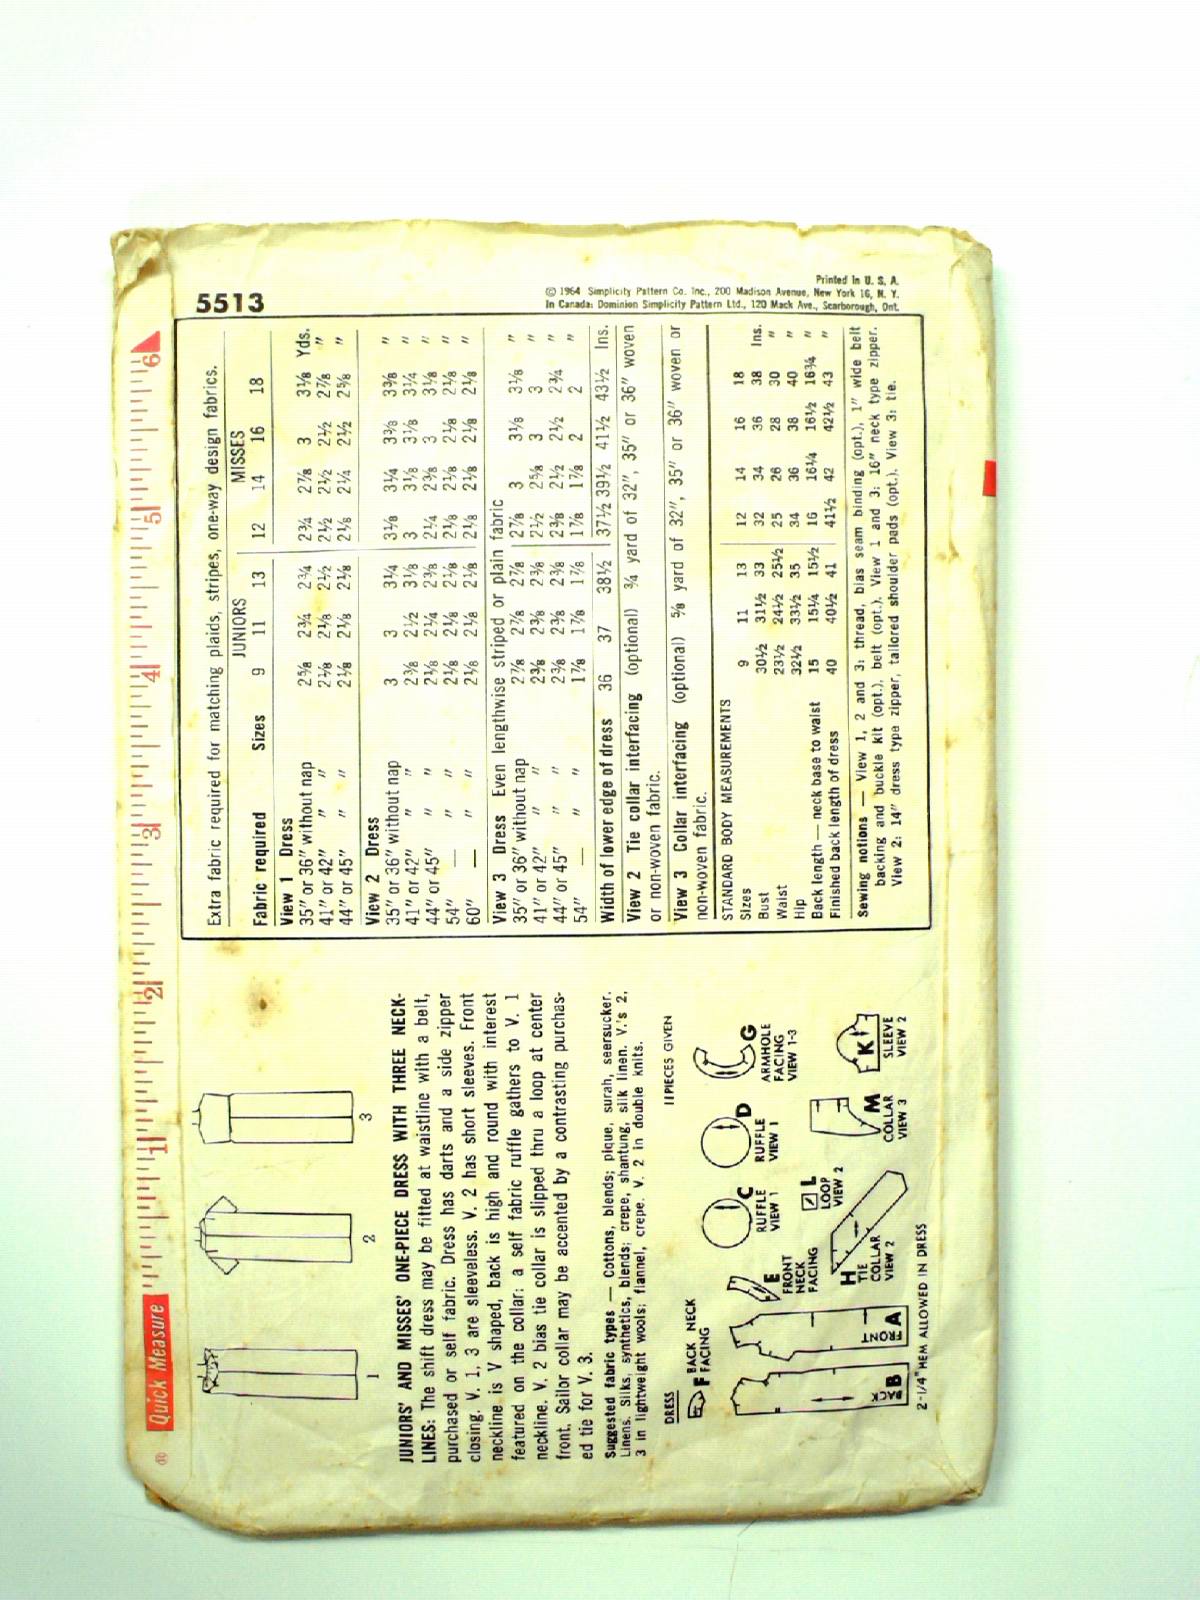 5513
Printed in U. S. A.
© 1964 Simplicity Pattern Co. Inc., 200 Madison Avenue, New York 16, N. Y.
In Canada: Dominion Simplicity Pattern Ltd., 120 Mack Ave., Scarborough, Ont.
® Quick Measure 1 2 3 4 5 6
1 2 3
JUNIORS' AND MISSES' ONE-PIECE DRESS WITH THREE NECK-
LINES: The shift dress may be fitted at waistline with a belt,
purchased or self fabric. Dress has darts and a side zipper
closing. V. 1, 3 are sleeveless. V. 2 has short sleeves. Front
neckline is V shaped, back is high and round with interest
featured on the collar: a self fabric ruffle gathers to V. 1
neckline. V. 2 bias tie collar is slipped thru a loop at center
front. Sailor collar may be accented by a contrasting purchas-
ed tie for V. 3.
Suggested fabric types — Cottons, blends; pique, surah, seersucker.
Linens. Silks, synthetics, blends; crepe, shantung, silk linen. V.'s 2,
3 in lightweight wools; flannel, crepe. V. 2 in double knits.
DRESS
11 PIECES GIVEN
F BACK NECK
FACING
E
FRONT
NECK
FACING
C
RUFFLE
VIEW 1
D
RUFFLE
VIEW 1
G
ARMHOLE
FACING
VIEW 1-3
B
BACK
A
FRONT
H
TIE
COLLAR
VIEW 2
L
LOOP
VIEW 2
M
COLLAR
VIEW 3
K
SLEEVE
VIEW 2
2-1/4" HEM ALLOWED IN DRESS
Extra fabric required for matching plaids, stripes, one-way design fabrics.
JUNIORS MISSES
Fabric required Sizes 9 11 13 12 14 16 18
View 1 Dress
35" or 36" without nap 2⅝ 2¾ 2¾ 2¾ 2⅞ 3 3⅛ Yds.
41" or 42" " " 2⅛ 2⅛ 2½ 2½ 2½ 2½ 2⅞ "
44" or 45" " " 2⅛ 2⅛ 2⅛ 2⅛ 2¼ 2½ 2⅝ "
View 2 Dress
35" or 36" without nap 3 3 3¼ 3⅛ 3¼ 3⅜ 3⅜ "
41" or 42" " " 2⅜ 2½ 3⅛ 3 3⅛ 3⅛ 3¼ "
44" or 45" " " 2⅛ 2¼ 2⅜ 2¼ 2⅜ 3 3⅛ "
54" — " 2⅛ 2⅛ 2⅛ 2⅛ 2⅛ 2⅛ 2⅛ "
60" — " 2⅛ 2⅛ 2⅛ 2⅛ 2⅛ 2⅛ 2⅛ "
View 3 Dress Even lengthwise striped or plain fabric
35" or 36" without nap 2⅞ 2⅞ 2⅞ 2⅞ 3 3⅛ 3⅛ "
41" or 42" " " 2⅜ 2⅜ 2⅜ 2½ 2⅝ 3 3 "
44" or 45" " " 2⅜ 2⅜ 2⅜ 2⅜ 2½ 2½ 2¾ "
54" — " 1⅞ 1⅞ 1⅞ 1⅞ 1⅞ 2 2 "
Width of lower edge of dress 36 37 38½ 37½ 39½ 41½ 43½ Ins.
View 2 Tie collar interfacing (optional) ¾ yard of 32", 35" or 36" woven
or non-woven fabric.
View 3 Collar interfacing (optional) ⅝ yard of 32", 35" or 36" woven or
non-woven fabric.
STANDARD BODY MEASUREMENTS
Sizes 9 11 13 12 14 16 18
Bust 30½ 31½ 33 32 34 36 38 Ins.
Waist 23½ 24½ 25½ 25 26 28 30 "
Hip 32½ 33½ 35 34 36 38 40 "
Back length — neck base to waist 15 15¼ 15½ 16 16¼ 16½ 16¾ "
Finished back length of dress 40 40½ 41 41½ 42 42½ 43 "
Sewing notions — View 1, 2 and 3: thread, bias seam binding (opt.), 1" wide belt
backing and buckle kit (opt.), belt (opt.). View 1 and 3: 16" neck type zipper.
View 2: 14" dress type zipper, tailored shoulder pads (opt.). View 3: tie.